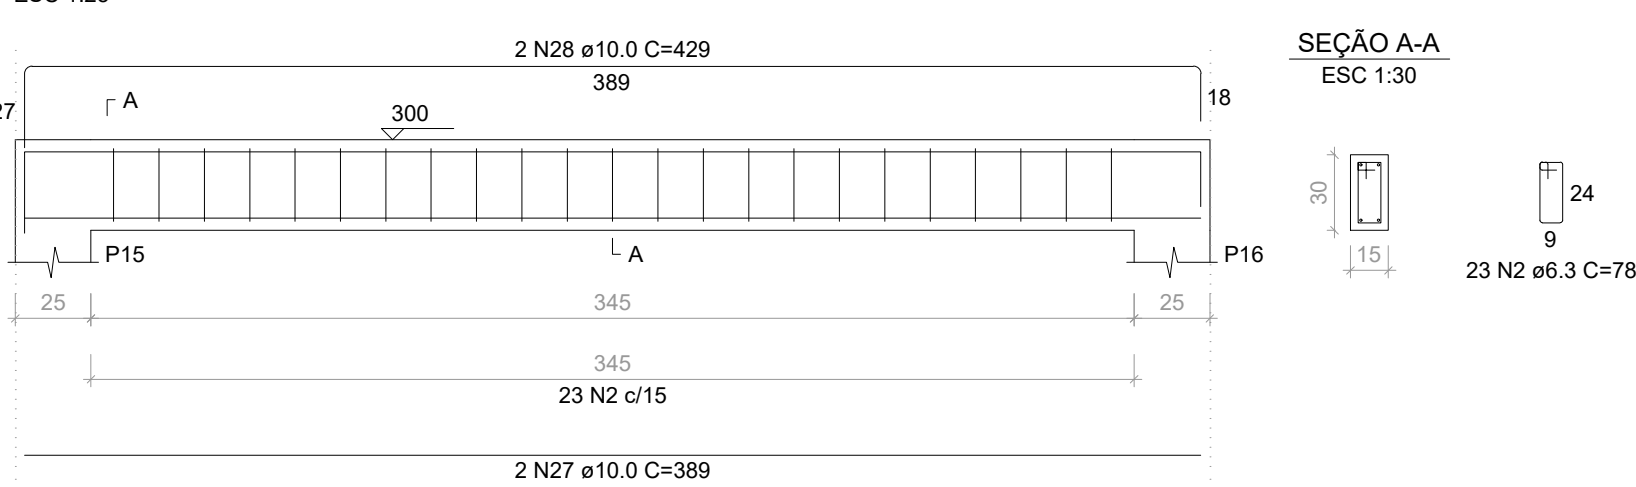 2 N28 ø10.0 C=429
389
27
18
A
300
P15
A
P16
25
345
25
345
23 N2 c/15
2 N27 ø10.0 C=389
SEÇÃO A-A
ESC 1:30
30
15
24
9
23 N2 ø6.3 C=78